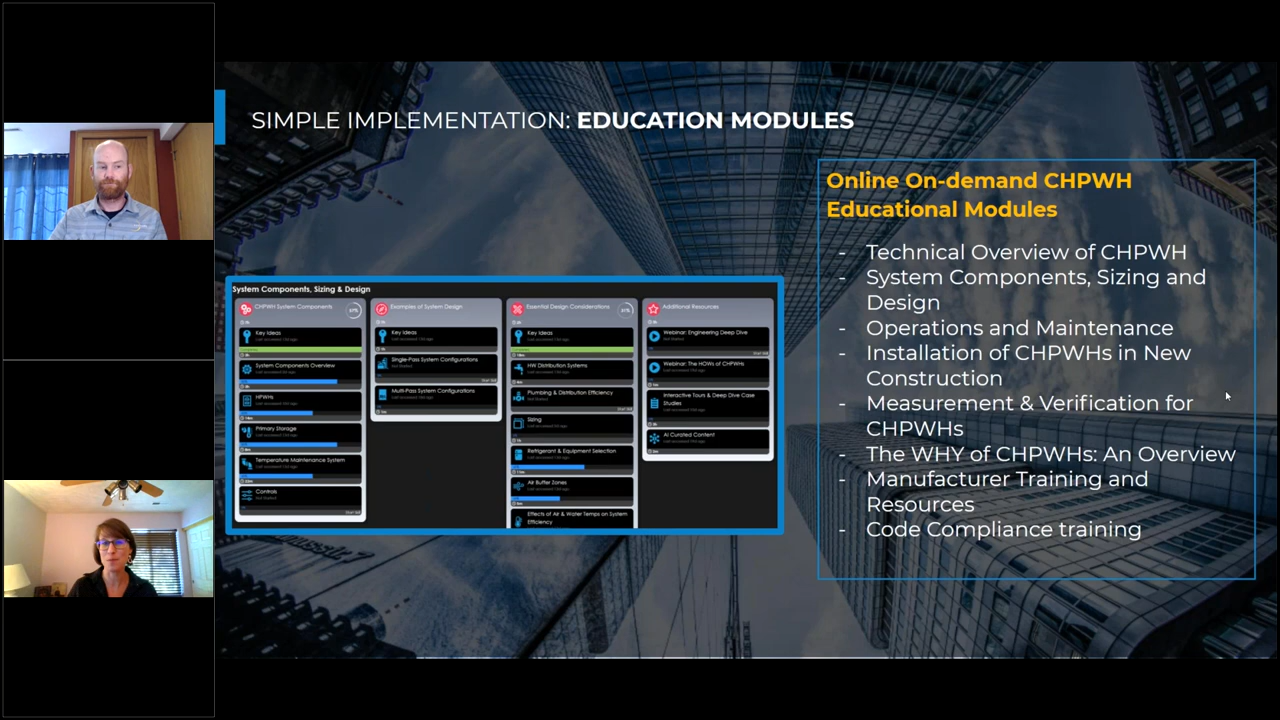 SIMPLE IMPLEMENTATION: EDUCATION MODULES
System Components, Sizing & Design
CHPWH System Components
Key Ideas
System Components Overview
HPWHs
Primary Storage
Temperature Maintenance System
Controls
Examples of System Design
Key Ideas
Single-Pass System Configurations
Multi-Pass System Configurations
Essential Design Considerations
Key Ideas
HW Distribution Systems
Plumbing & Distribution Efficiency
Sizing
Refrigerant & Equipment Selection
Air Buffer Zones
Effects of Air & Water Temps on System
Efficiency
Additional Resources
Webinar: Engineering Deep Dive
Webinar: The HOWs of CHPWHs
Interactive Tours & Deep Dive Case
Studies
AI Curated Content
Online On-demand CHPWH
Educational Modules
- Technical Overview of CHPWH
- System Components, Sizing and
Design
- Operations and Maintenance
- Installation of CHPWHs in New
Construction
- Measurement & Verification for
CHPWHs
- The WHY of CHPWHs: An Overview
- Manufacturer Training and
Resources
- Code Compliance training